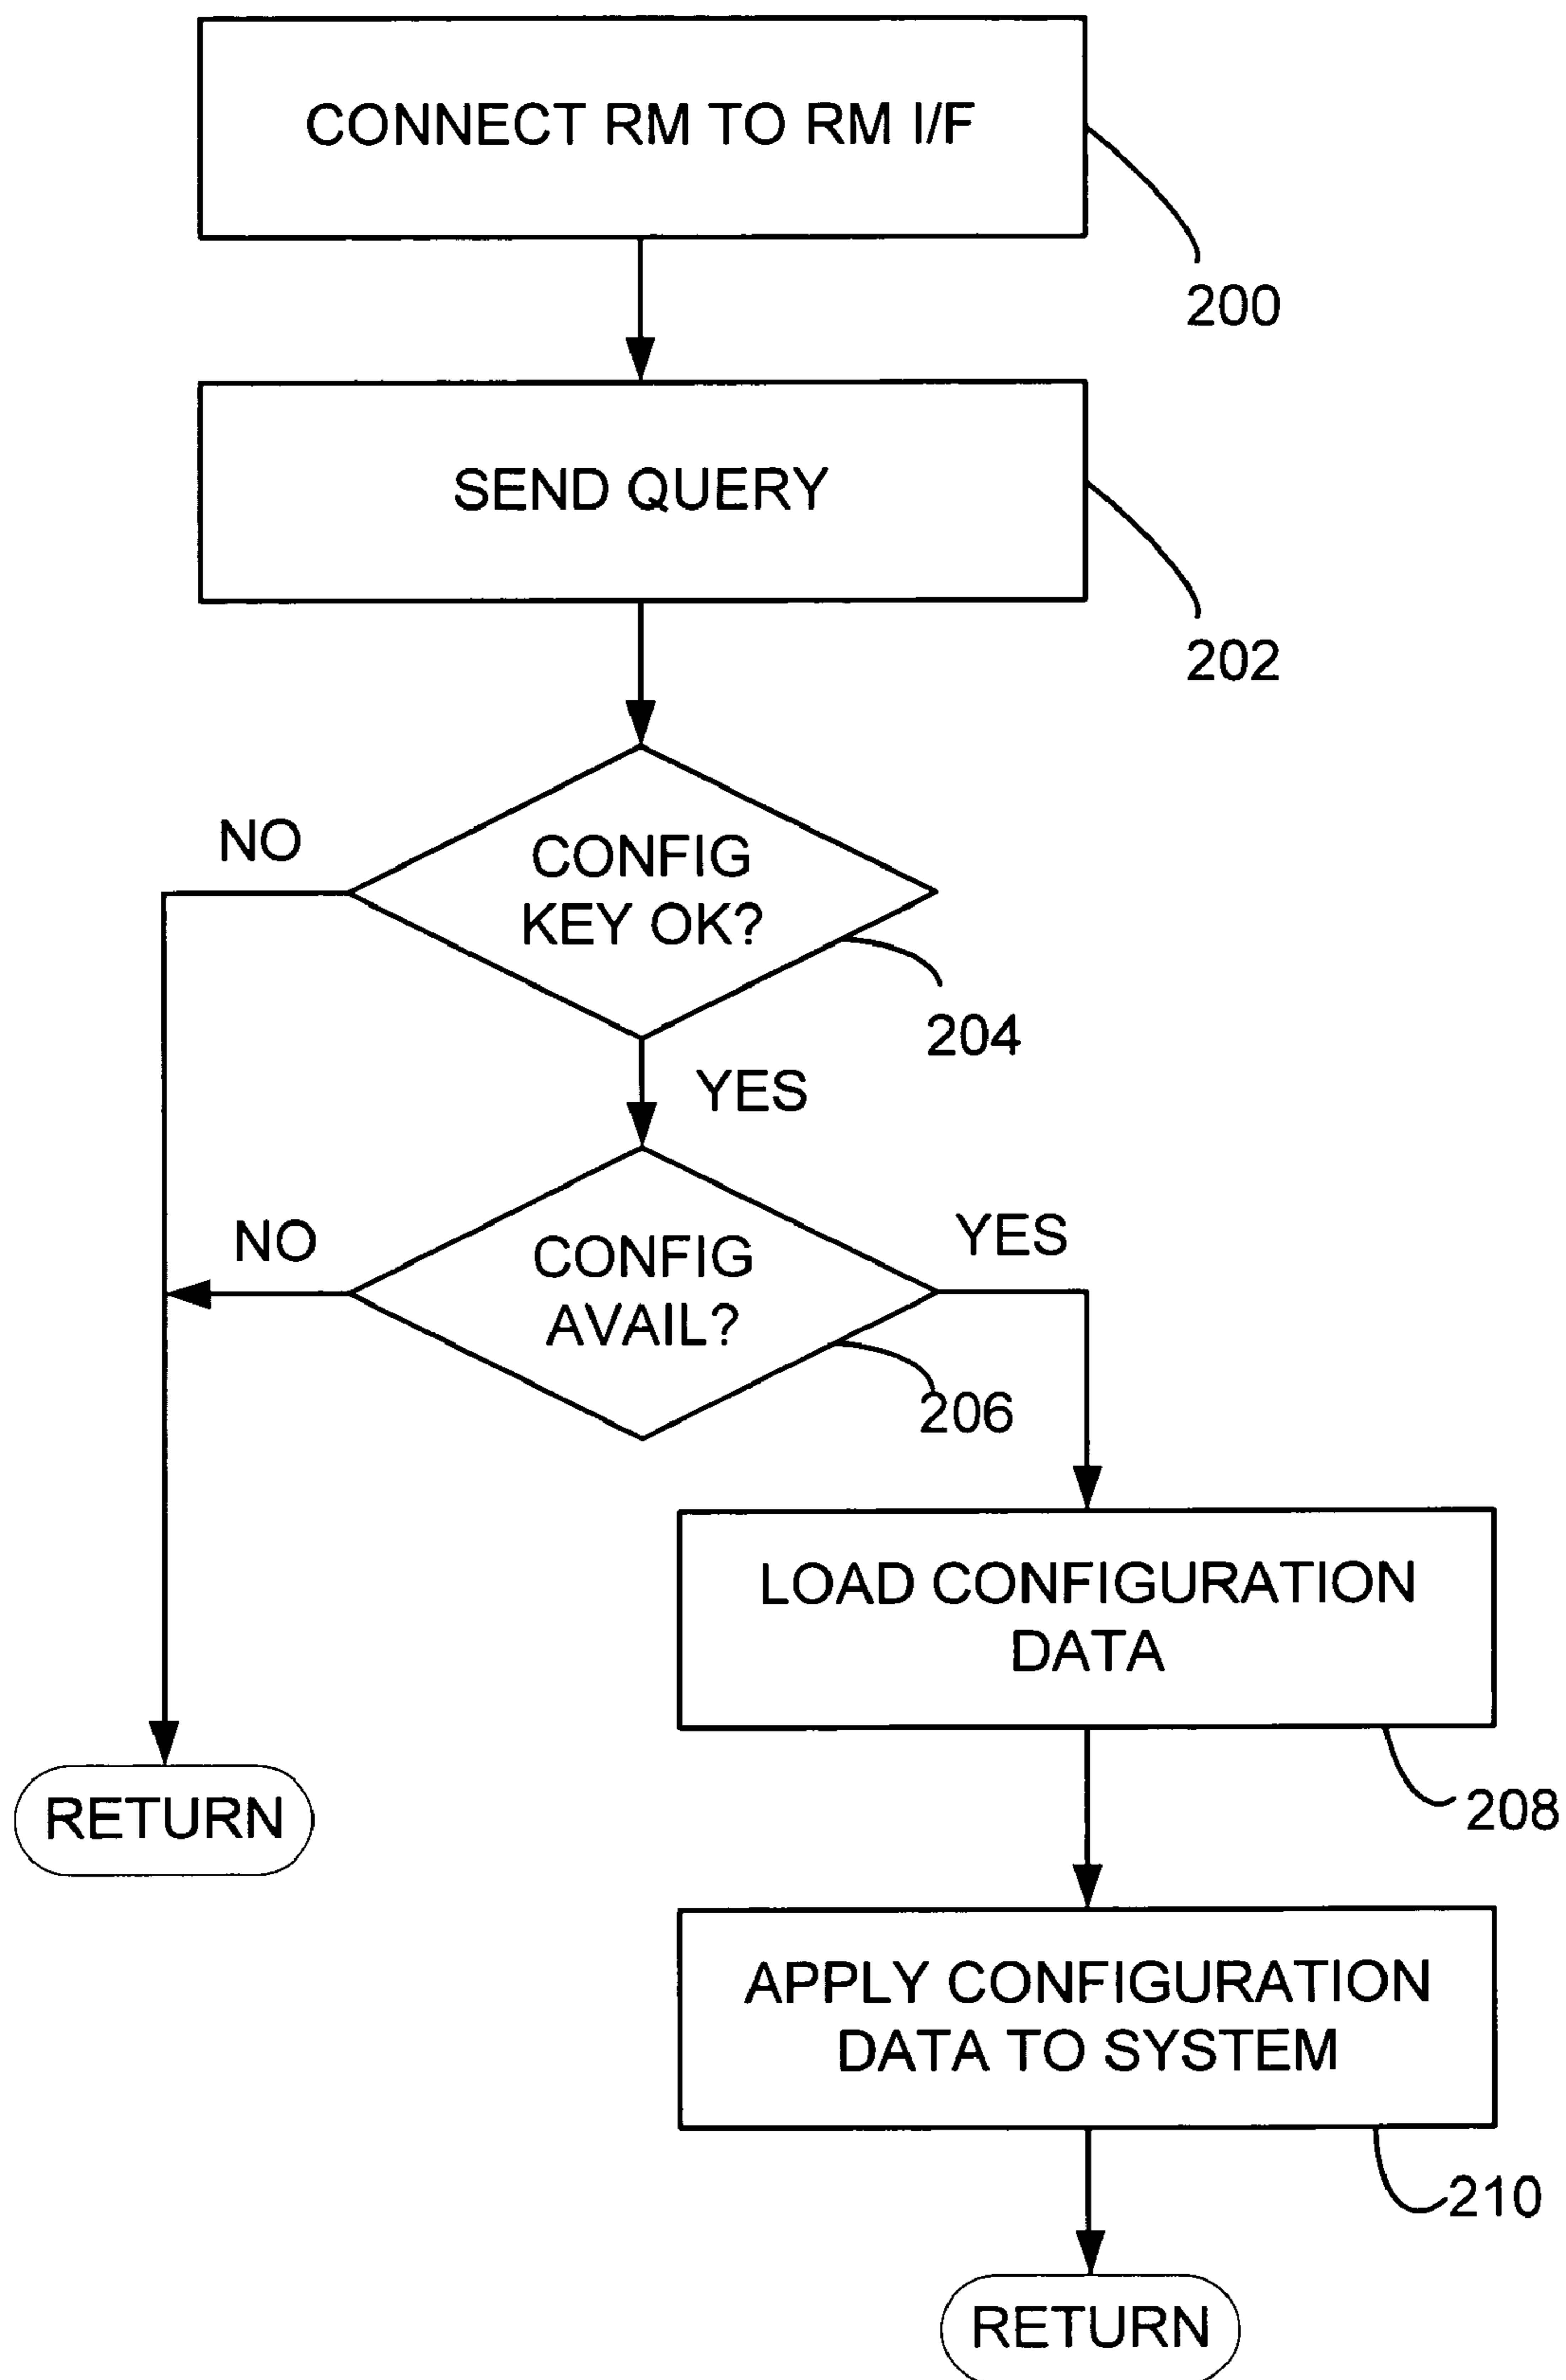 CONNECT RM TO RM I/F
200
SEND QUERY
202
NO
CONFIG
KEY OK?
204
YES
NO
CONFIG
AVAIL?
YES
206
LOAD CONFIGURATION
DATA
208
RETURN
APPLY CONFIGURATION
DATA TO SYSTEM
210
RETURN